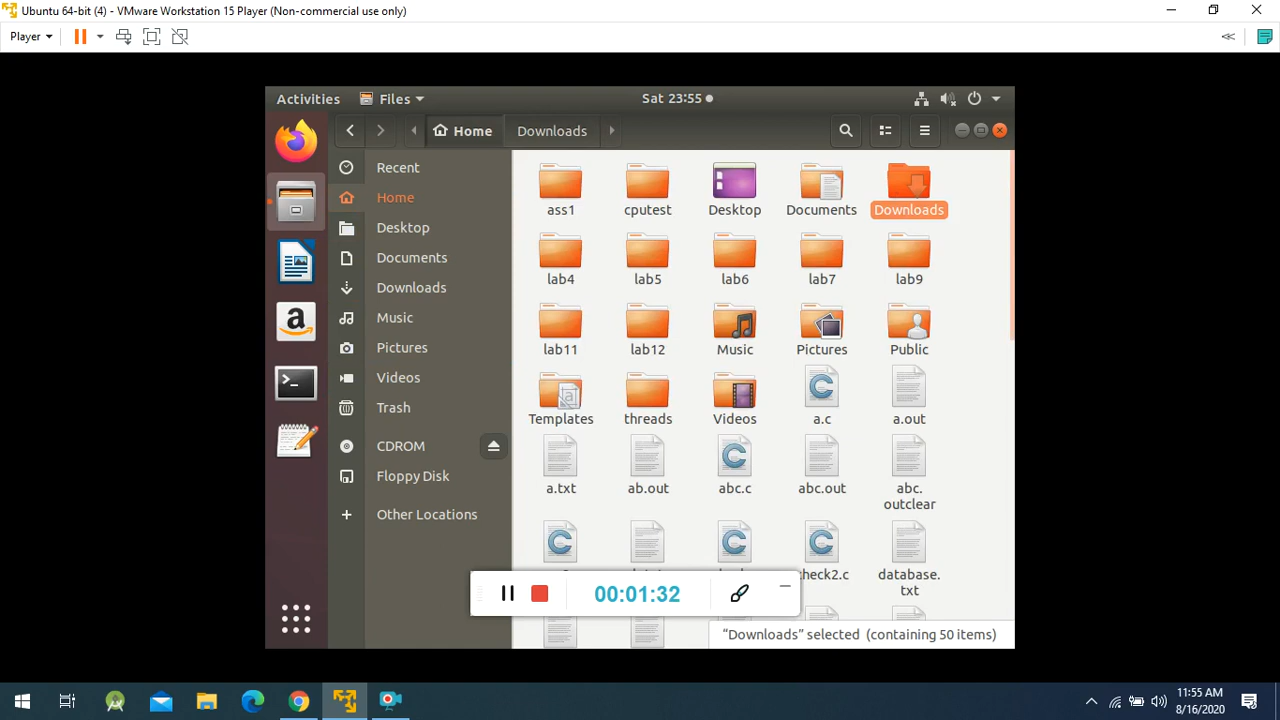 Ubuntu 64-bit (4) - VMware Workstation 15 Player (Non-commercial use only)
Player
Activities
Files
Sat 23:55
Home
Downloads
Recent
Home
Desktop
Documents
Downloads
Music
Pictures
Videos
Trash
CDROM
Floppy Disk
Other Locations
ass1
cputest
Desktop
Documents
Downloads
lab4
lab5
lab6
lab7
lab9
lab11
lab12
Music
Pictures
Public
Templates
threads
Videos
a.c
a.out
a.txt
ab.out
abc.c
abc.out
abc.
outclear
check2.c
database.
txt
00:01:32
“Downloads” selected (containing 50 items)
11:55 AM
8/16/2020